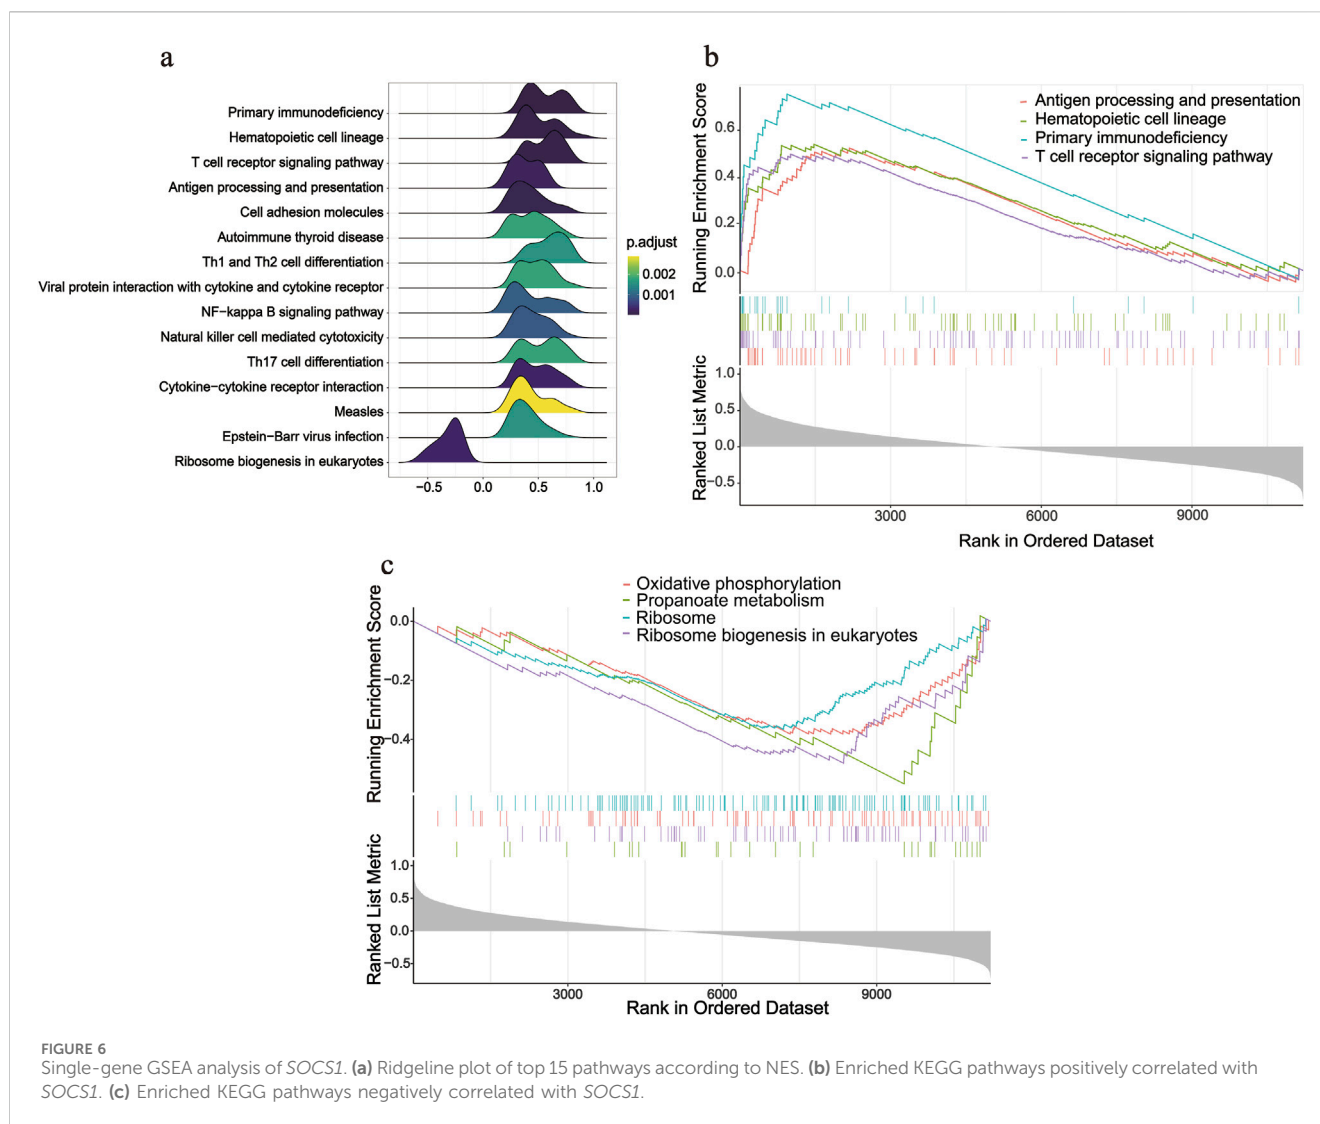 a
Primary immunodeficiency
Hematopoietic cell lineage
T cell receptor signaling pathway
Antigen processing and presentation
Cell adhesion molecules
Autoimmune thyroid disease
Th1 and Th2 cell differentiation
Viral protein interaction with cytokine and cytokine receptor
NF−kappa B signaling pathway
Natural killer cell mediated cytotoxicity
Th17 cell differentiation
Cytokine−cytokine receptor interaction
Measles
Epstein−Barr virus infection
Ribosome biogenesis in eukaryotes
−0.5 0.0 0.5 1.0
p.adjust
0.002
0.001
b
Running Enrichment Score
0.6
0.4
0.2
0.0
Antigen processing and presentation
Hematopoietic cell lineage
Primary immunodeficiency
T cell receptor signaling pathway
Ranked List Metric
1.0
0.5
0.0
−0.5
3000 6000 9000
Rank in Ordered Dataset
c
Oxidative phosphorylation
Propanoate metabolism
Ribosome
Ribosome biogenesis in eukaryotes
Running Enrichment Score
0.0
−0.2
−0.4
Ranked List Metric
1.0
0.5
0.0
−0.5
3000 6000 9000
Rank in Ordered Dataset
FIGURE 6
Single-gene GSEA analysis of SOCS1. (a) Ridgeline plot of top 15 pathways according to NES. (b) Enriched KEGG pathways positively correlated with
SOCS1. (c) Enriched KEGG pathways negatively correlated with SOCS1.